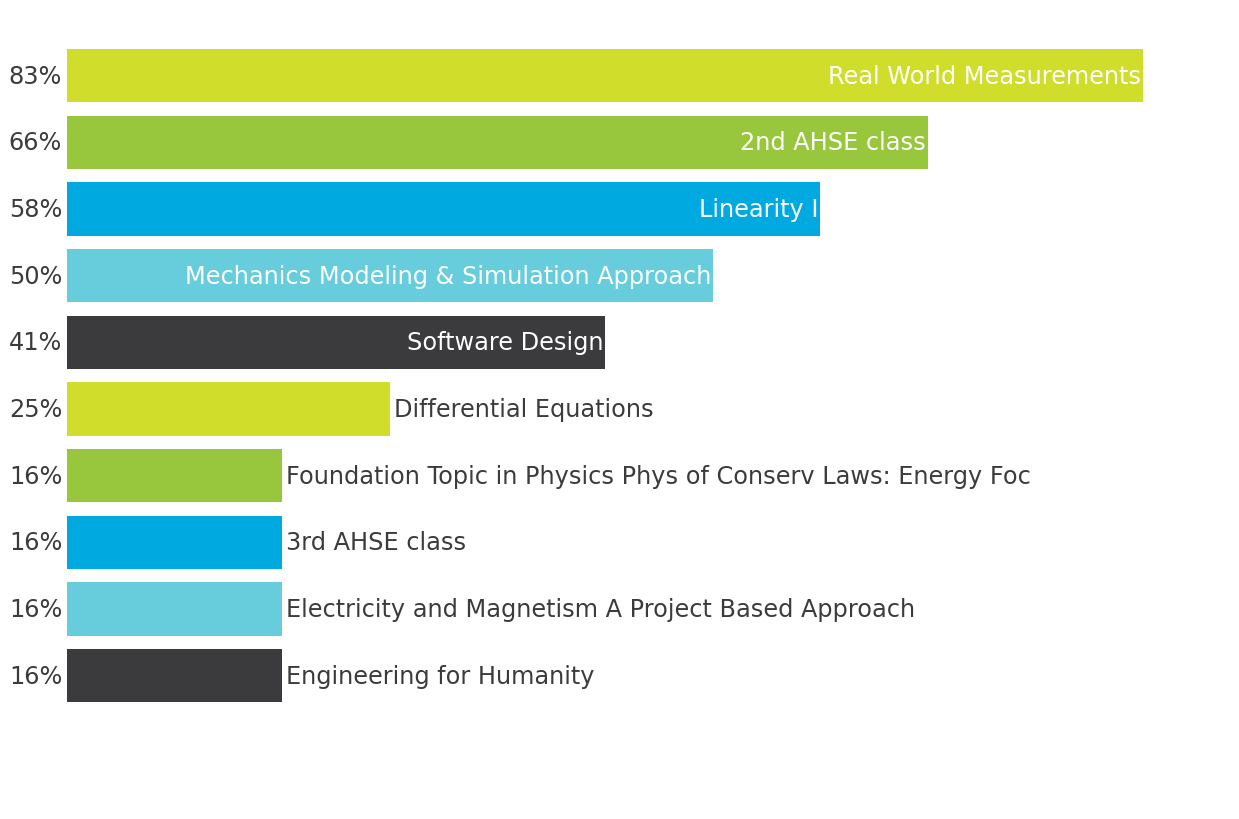 83% Real World Measurements
66% 2nd AHSE class
58% Linearity I
50% Mechanics Modeling & Simulation Approach
41% Software Design
25% Differential Equations
16% Foundation Topic in Physics Phys of Conserv Laws: Energy Foc
16% 3rd AHSE class
16% Electricity and Magnetism A Project Based Approach
16% Engineering for Humanity